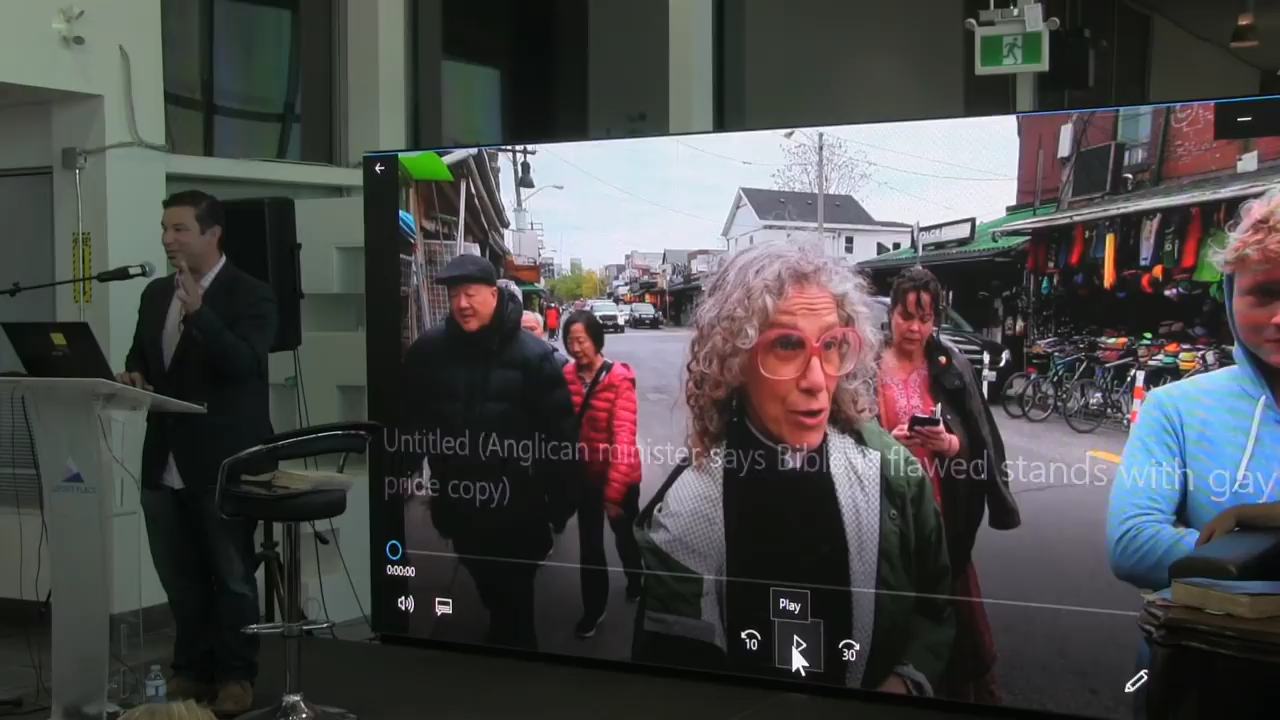 Untitled (Anglican minister says Bible is flawed stands with gay
pride copy)
0:00:00
Play
10
30